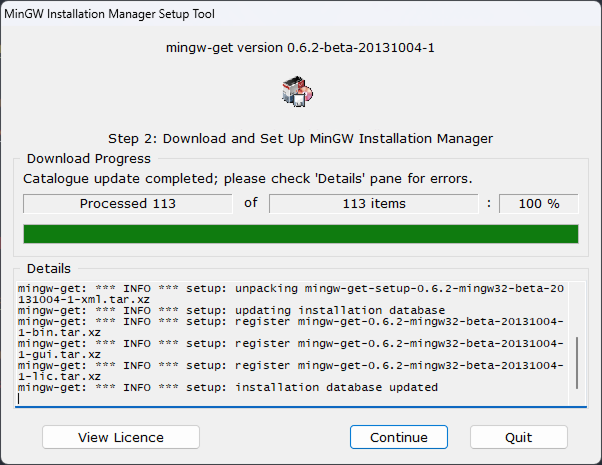 MinGW Installation Manager Setup Tool
mingw-get version 0.6.2-beta-20131004-1
Step 2: Download and Set Up MinGW Installation Manager
Download Progress
Catalogue update completed; please check 'Details' pane for errors.
Processed 113 of 113 items : 100 %
Details
mingw-get: *** INFO *** setup: unpacking mingw-get-setup-0.6.2-mingw32-beta-20
131004-1-xml.tar.xz
mingw-get: *** INFO *** setup: updating installation database
mingw-get: *** INFO *** setup: register mingw-get-0.6.2-mingw32-beta-20131004-
1-bin.tar.xz
mingw-get: *** INFO *** setup: register mingw-get-0.6.2-mingw32-beta-20131004-
1-gui.tar.xz
mingw-get: *** INFO *** setup: register mingw-get-0.6.2-mingw32-beta-20131004-
1-lic.tar.xz
mingw-get: *** INFO *** setup: installation database updated
View Licence Continue Quit